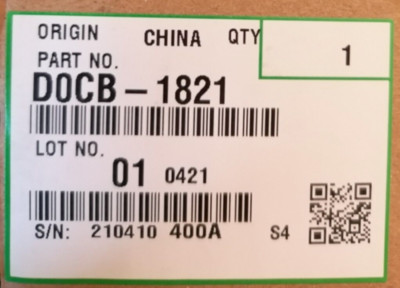 ORIGIN CHINA QTY 1
PART NO.
D0CB-1821
LOT NO.
01 0421
S/N: 210410 400A S4